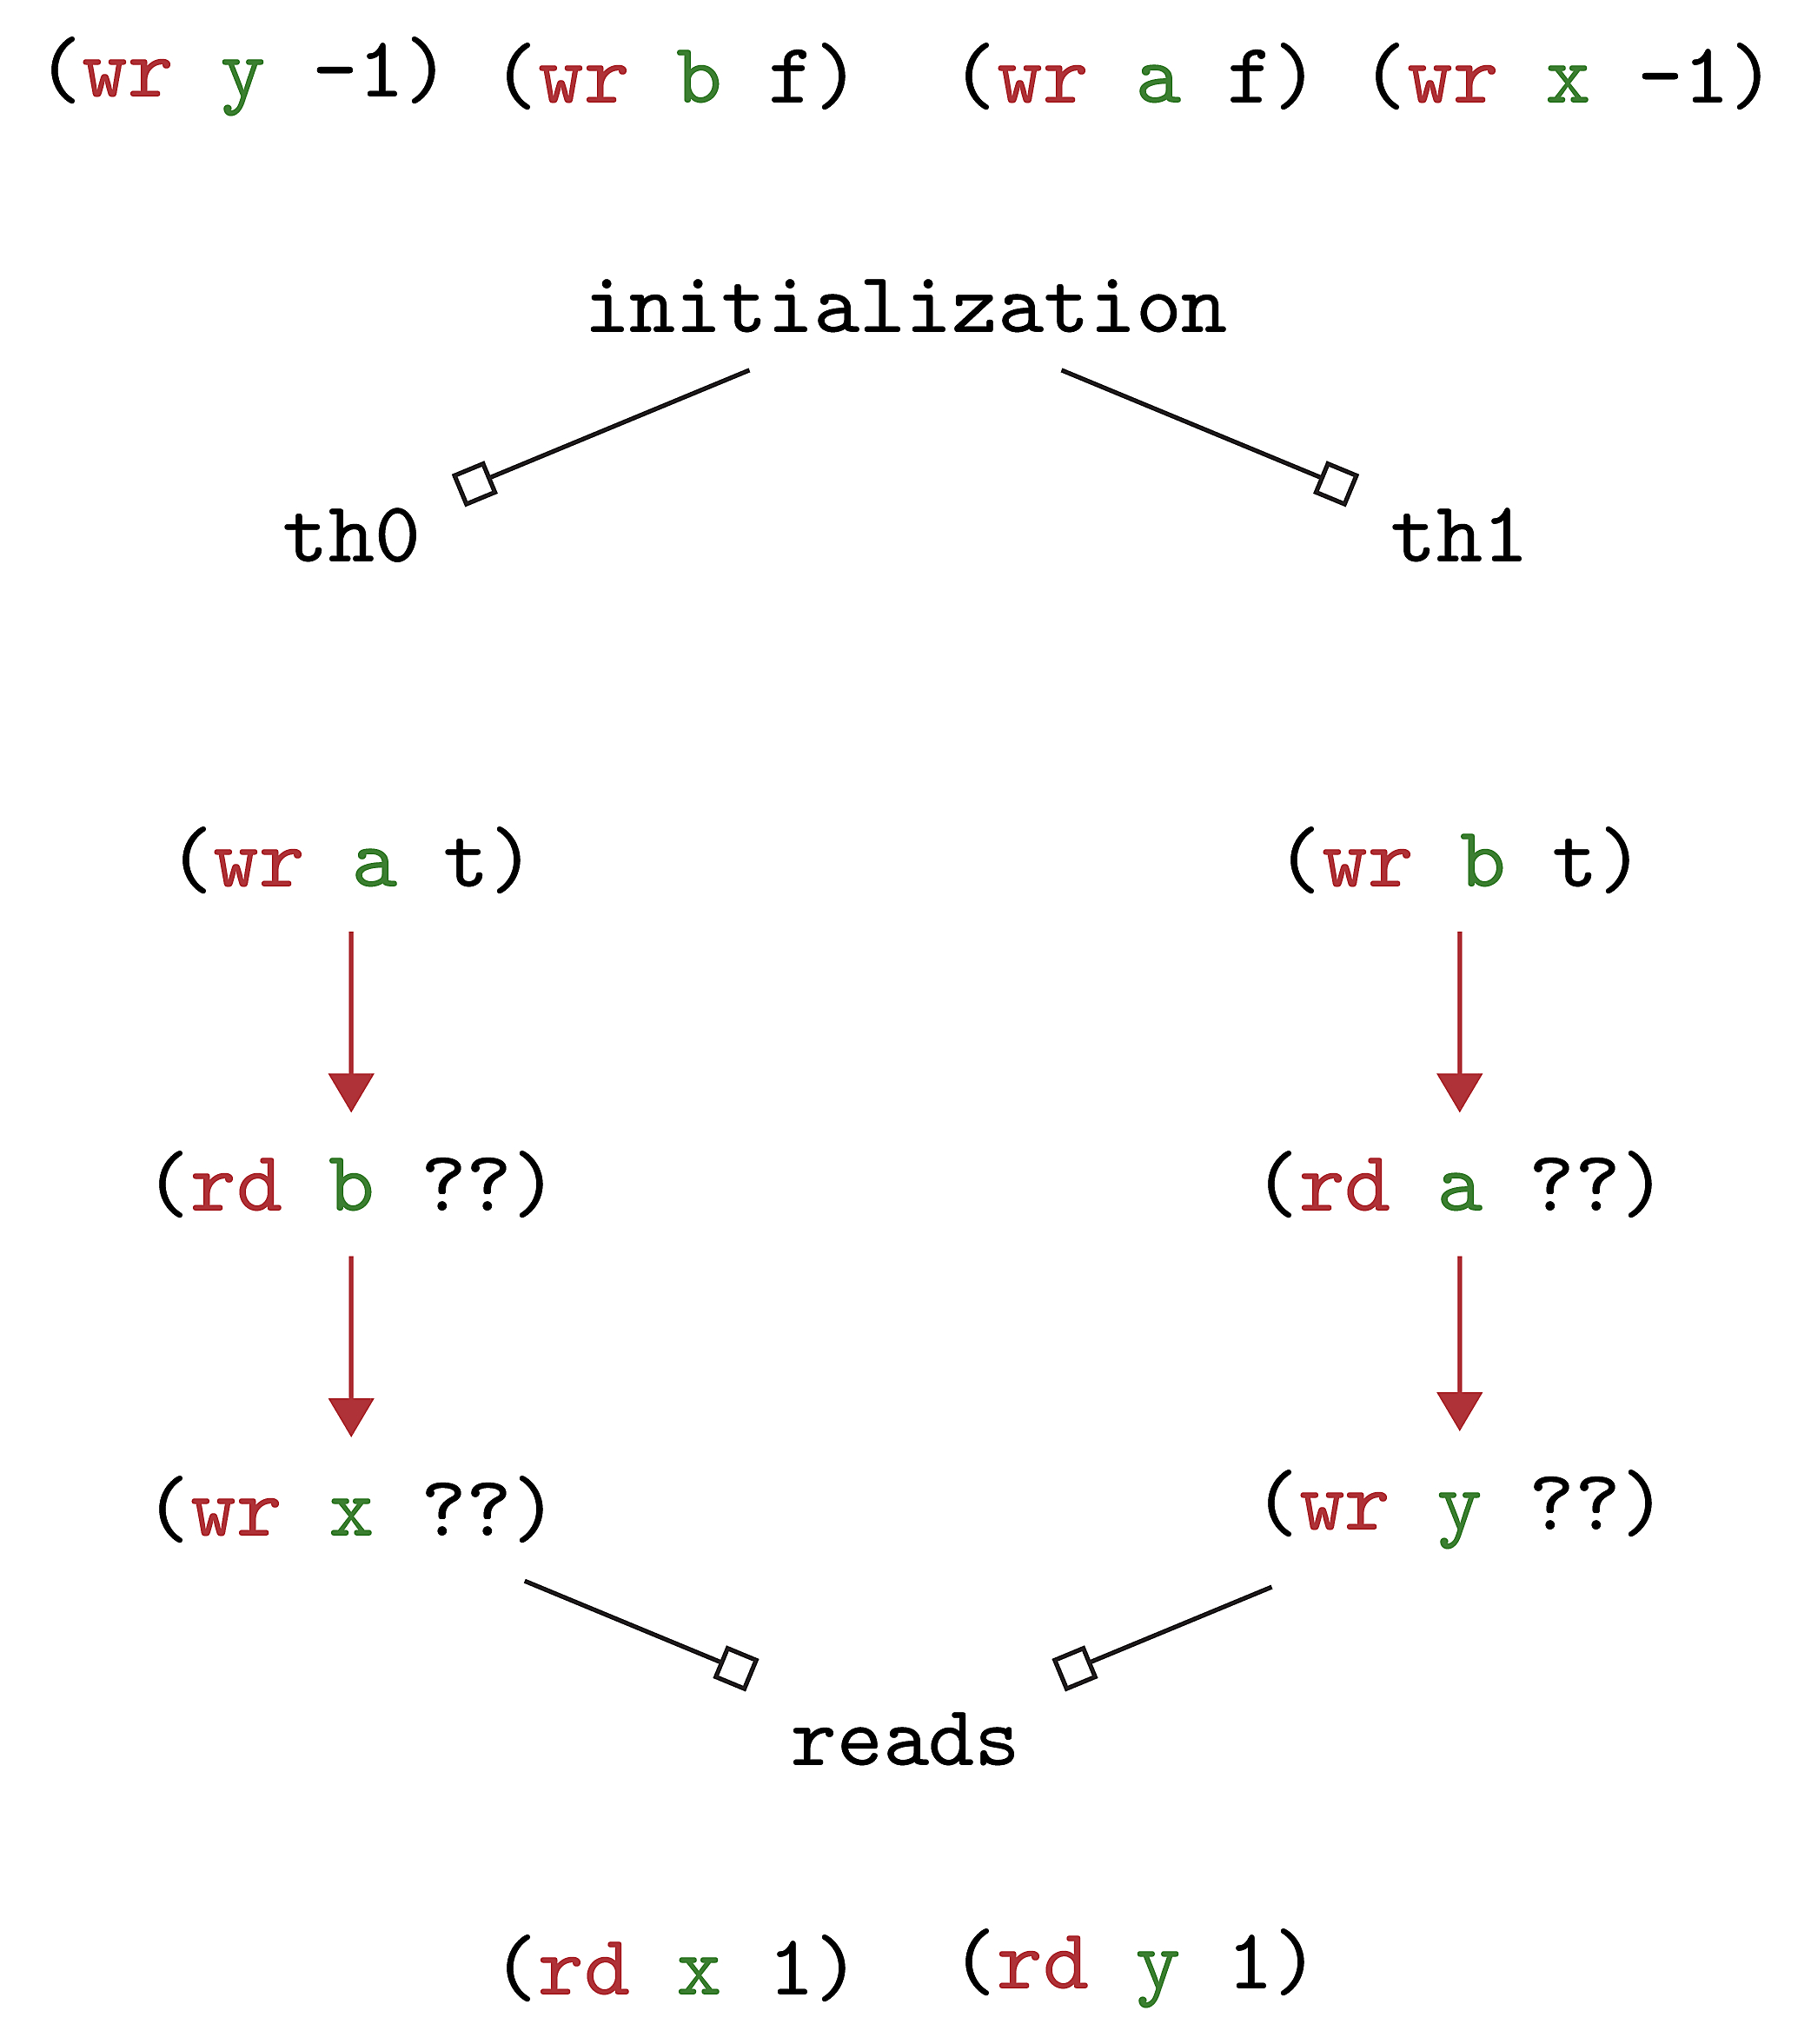 (wr y -1) (wr b f) (wr a f) (wr x -1)
initialization
th0 th1
(wr a t) (wr b t)
(rd b ??) (rd a ??)
(wr x ??) (wr y ??)
reads
(rd x 1) (rd y 1)